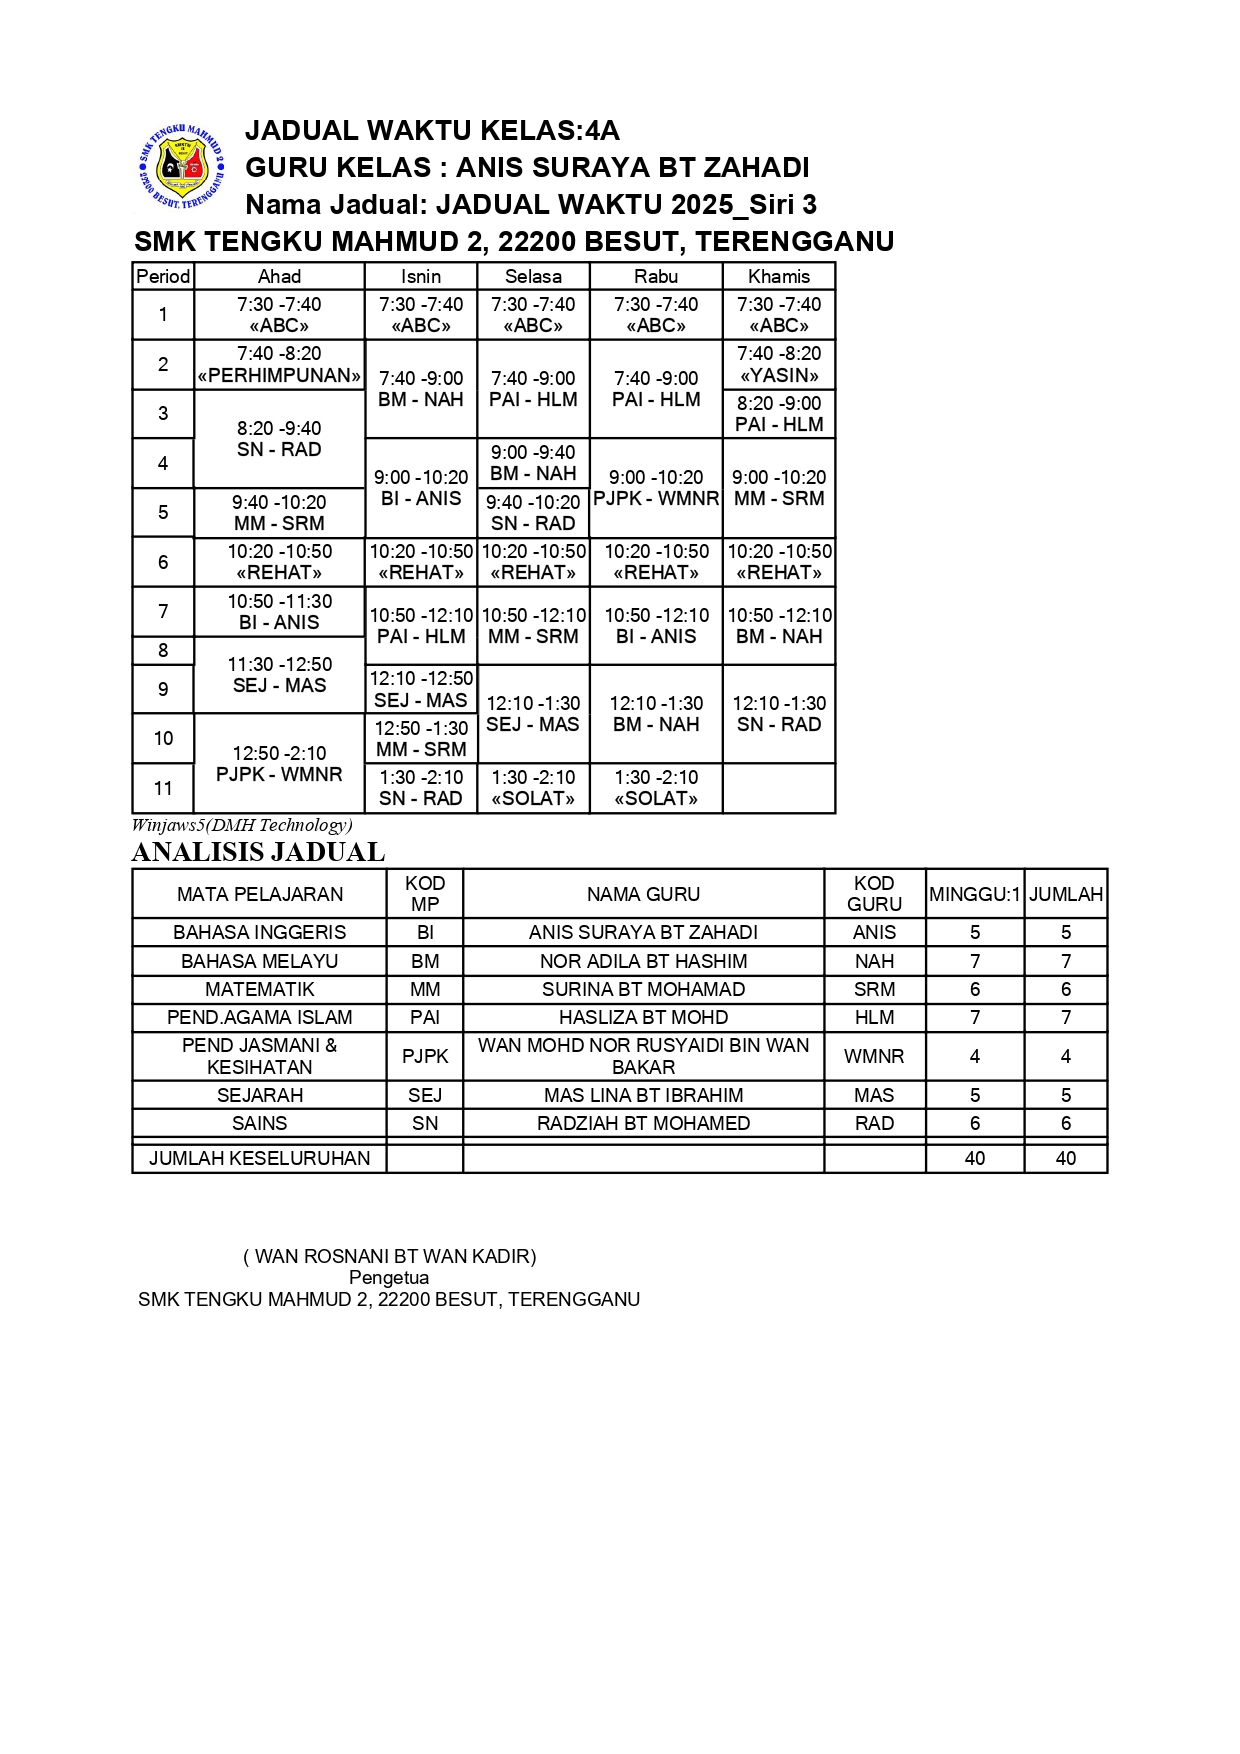 SMK TENGKU MAHMUD 2
22200 BESUT, TERENGGANU
JADUAL WAKTU KELAS:4A
GURU KELAS : ANIS SURAYA BT ZAHADI
Nama Jadual: JADUAL WAKTU 2025_Siri 3
SMK TENGKU MAHMUD 2, 22200 BESUT, TERENGGANU
Period Ahad Isnin Selasa Rabu Khamis
1
7:30 -7:40 7:30 -7:40 7:30 -7:40 7:30 -7:40 7:30 -7:40
«ABC» «ABC» «ABC» «ABC» «ABC»
2
7:40 -8:20
«PERHIMPUNAN»
7:40 -9:00
BM - NAH
7:40 -9:00
PAI - HLM
7:40 -9:00
PAI - HLM
7:40 -8:20
«YASIN»
3
8:20 -9:40
SN - RAD
8:20 -9:00
PAI - HLM
4
9:00 -10:20
BI - ANIS
9:00 -9:40
BM - NAH
9:00 -10:20
PJPK - WMNR
9:00 -10:20
MM - SRM
5
9:40 -10:20
MM - SRM
9:40 -10:20
SN - RAD
6
10:20 -10:50 10:20 -10:50 10:20 -10:50 10:20 -10:50 10:20 -10:50
«REHAT» «REHAT» «REHAT» «REHAT» «REHAT»
7
10:50 -11:30
BI - ANIS
10:50 -12:10
PAI - HLM
10:50 -12:10
MM - SRM
10:50 -12:10
BI - ANIS
10:50 -12:10
BM - NAH
8
11:30 -12:50
SEJ - MAS
9
12:10 -12:50
SEJ - MAS
12:10 -1:30
SEJ - MAS
12:10 -1:30
BM - NAH
12:10 -1:30
SN - RAD
10
12:50 -2:10
PJPK - WMNR
12:50 -1:30
MM - SRM
11
1:30 -2:10
SN - RAD
1:30 -2:10
«SOLAT»
1:30 -2:10
«SOLAT»
Winjaws5(DMH Technology)
ANALISIS JADUAL
MATA PELAJARAN KOD MP NAMA GURU KOD GURU MINGGU:1 JUMLAH
BAHASA INGGERIS BI ANIS SURAYA BT ZAHADI ANIS 5 5
BAHASA MELAYU BM NOR ADILA BT HASHIM NAH 7 7
MATEMATIK MM SURINA BT MOHAMAD SRM 6 6
PEND.AGAMA ISLAM PAI HASLIZA BT MOHD HLM 7 7
PEND JASMANI & KESIHATAN PJPK WAN MOHD NOR RUSYAIDI BIN WAN BAKAR WMNR 4 4
SEJARAH SEJ MAS LINA BT IBRAHIM MAS 5 5
SAINS SN RADZIAH BT MOHAMED RAD 6 6
JUMLAH KESELURUHAN 40 40
( WAN ROSNANI BT WAN KADIR)
Pengetua
SMK TENGKU MAHMUD 2, 22200 BESUT, TERENGGANU